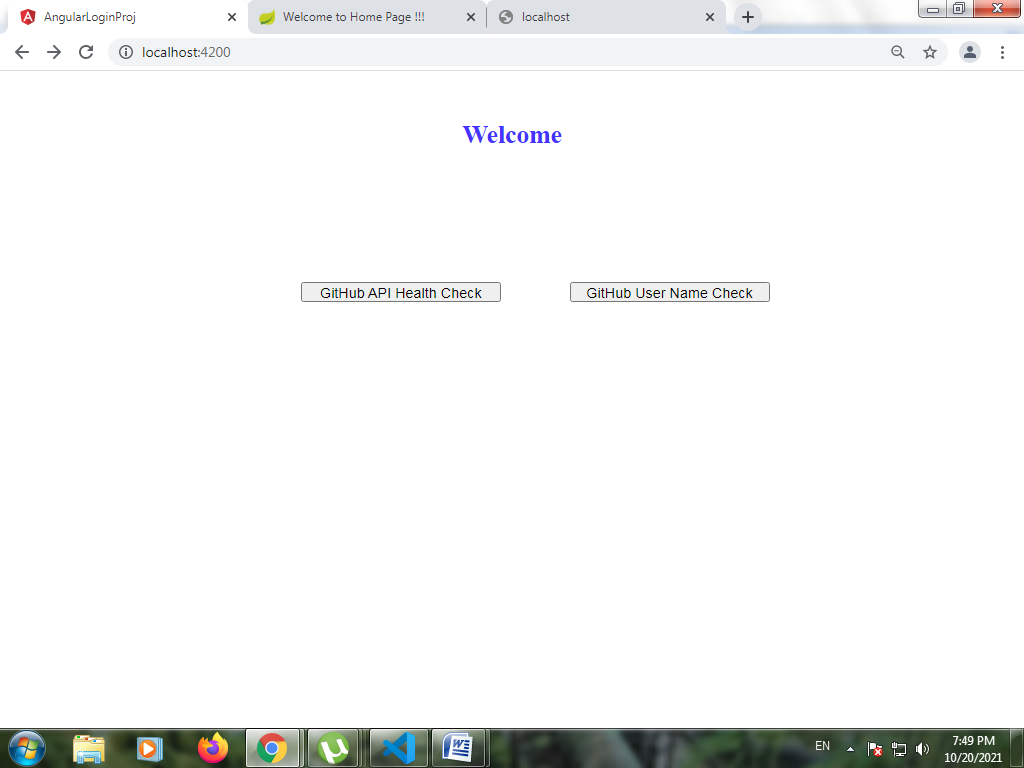 AngularLoginProj
Welcome to Home Page !!!
localhost
localhost:4200
Welcome
GitHub API Health Check
GitHub User Name Check
EN
7:49 PM
10/20/2021